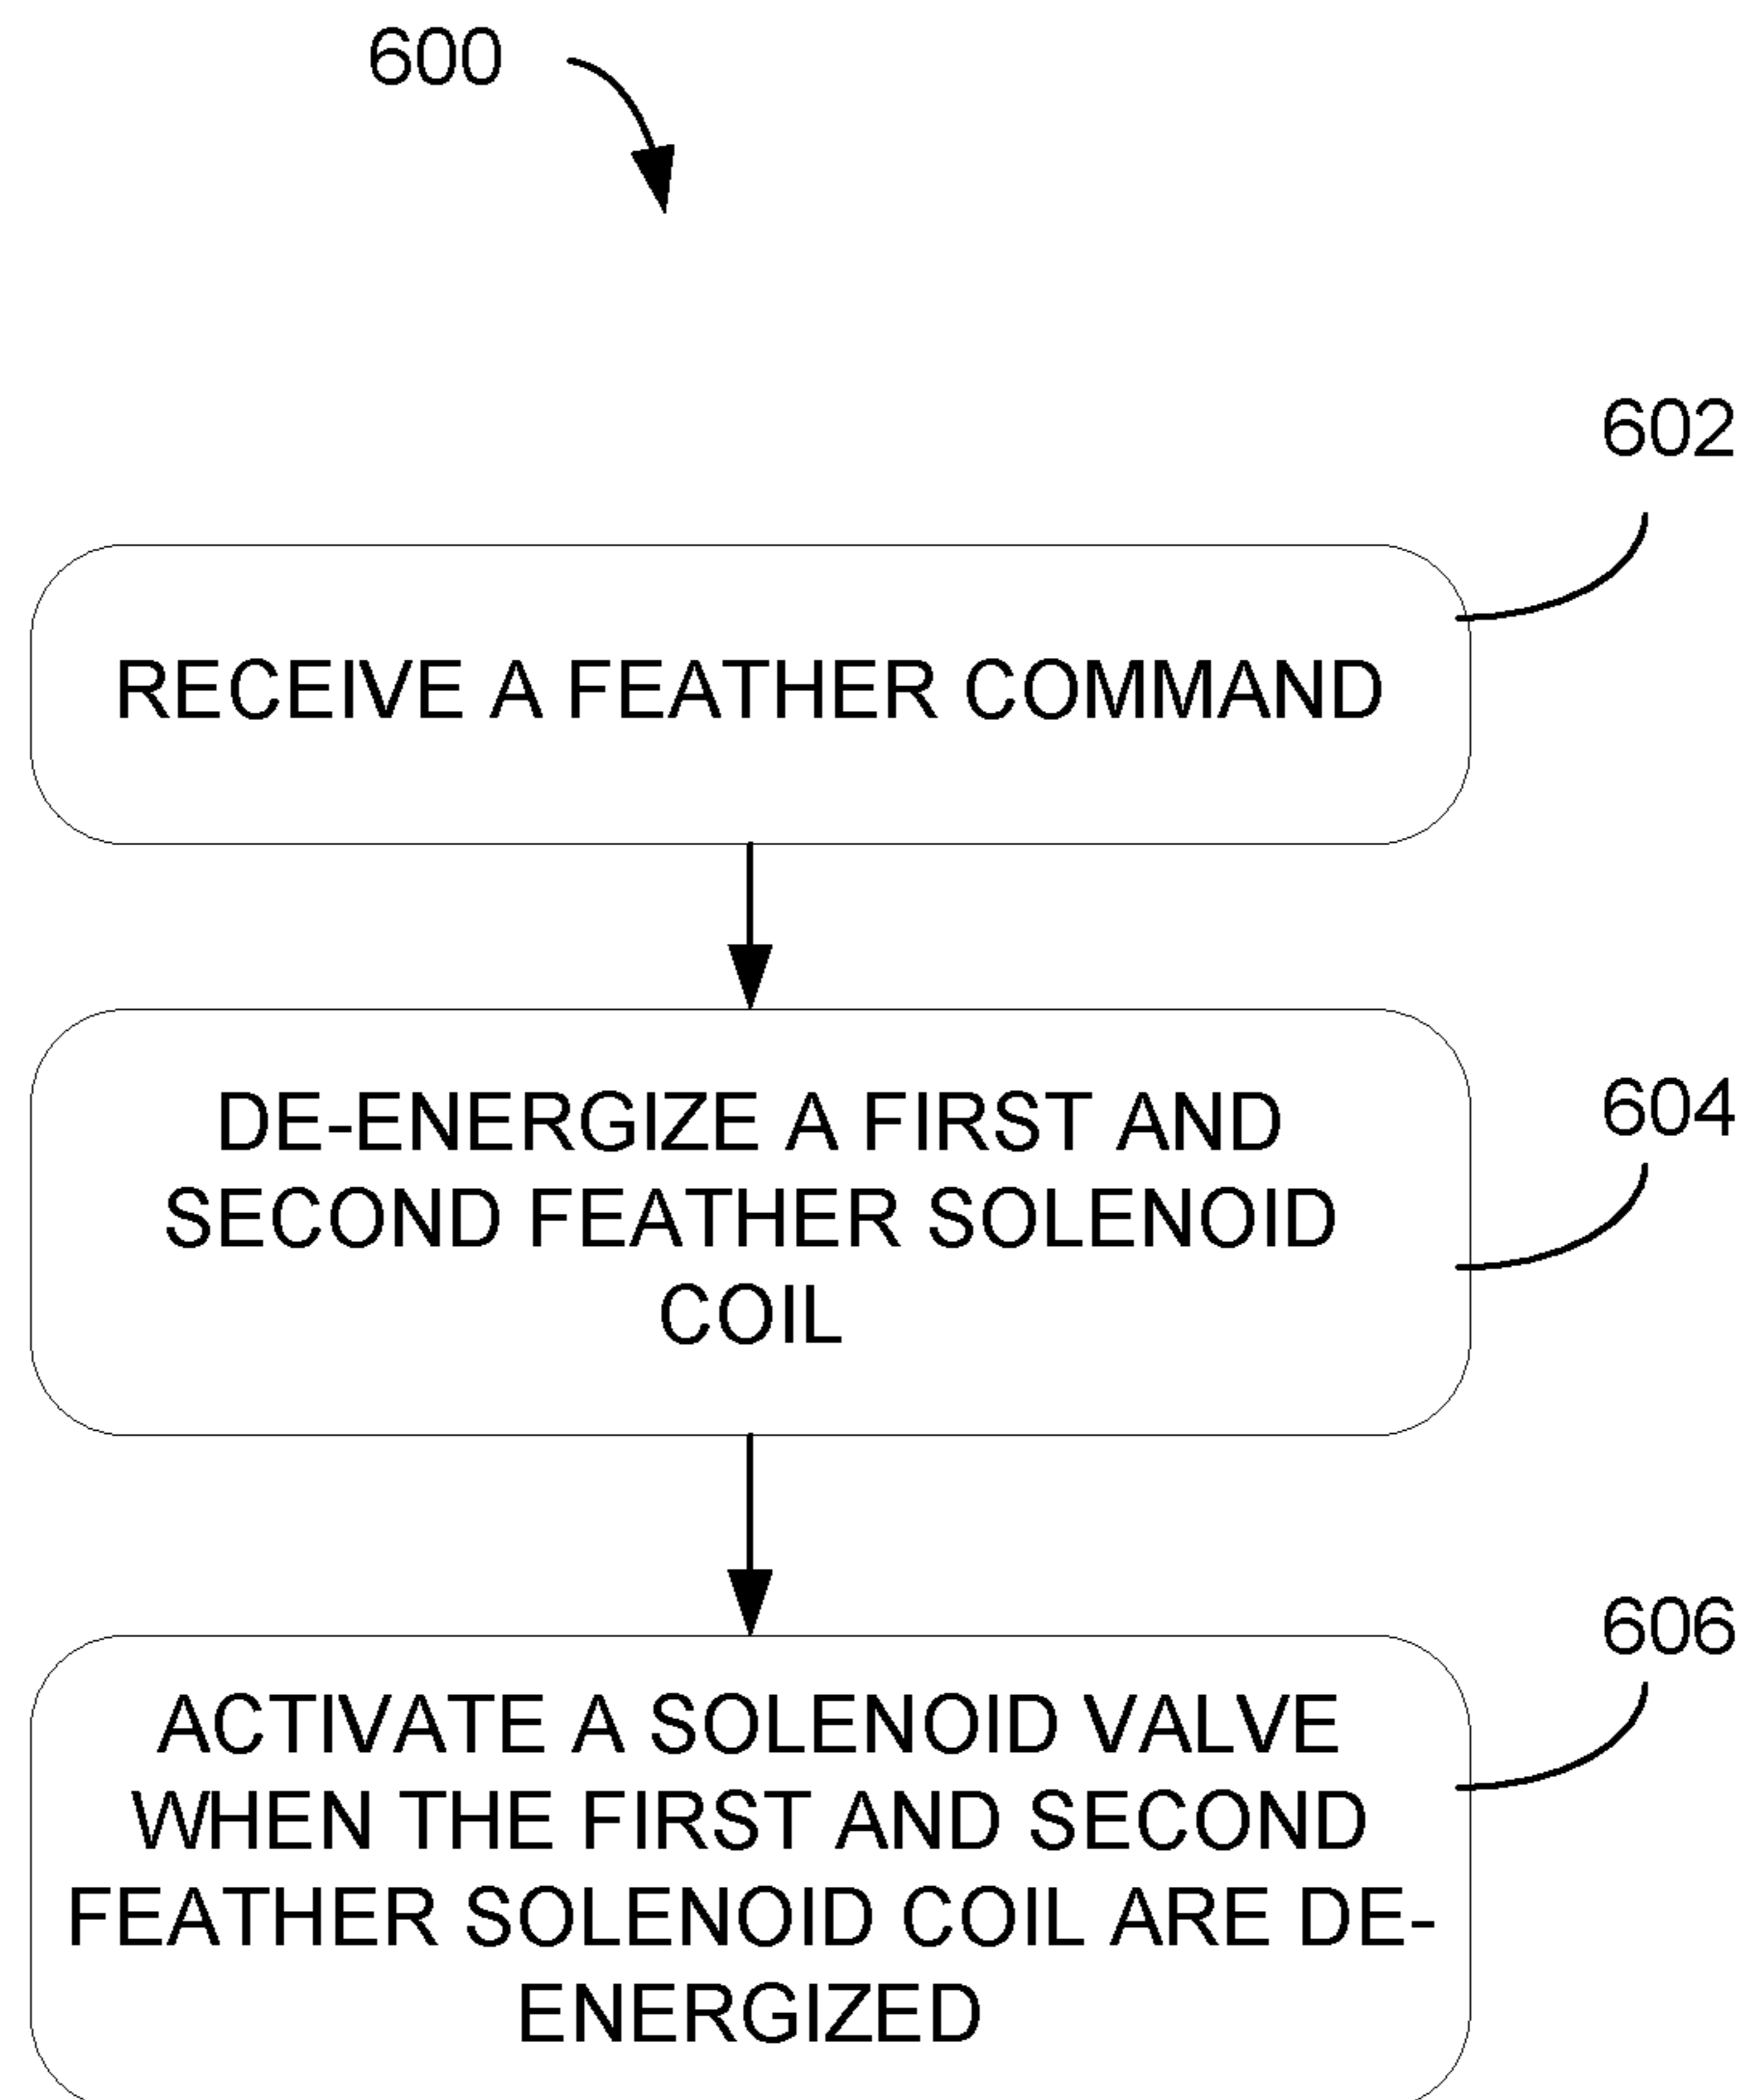 600
602
RECEIVE A FEATHER COMMAND
DE-ENERGIZE A FIRST AND
SECOND FEATHER SOLENOID
COIL
604
606
ACTIVATE A SOLENOID VALVE
WHEN THE FIRST AND SECOND
FEATHER SOLENOID COIL ARE DE-
ENERGIZED